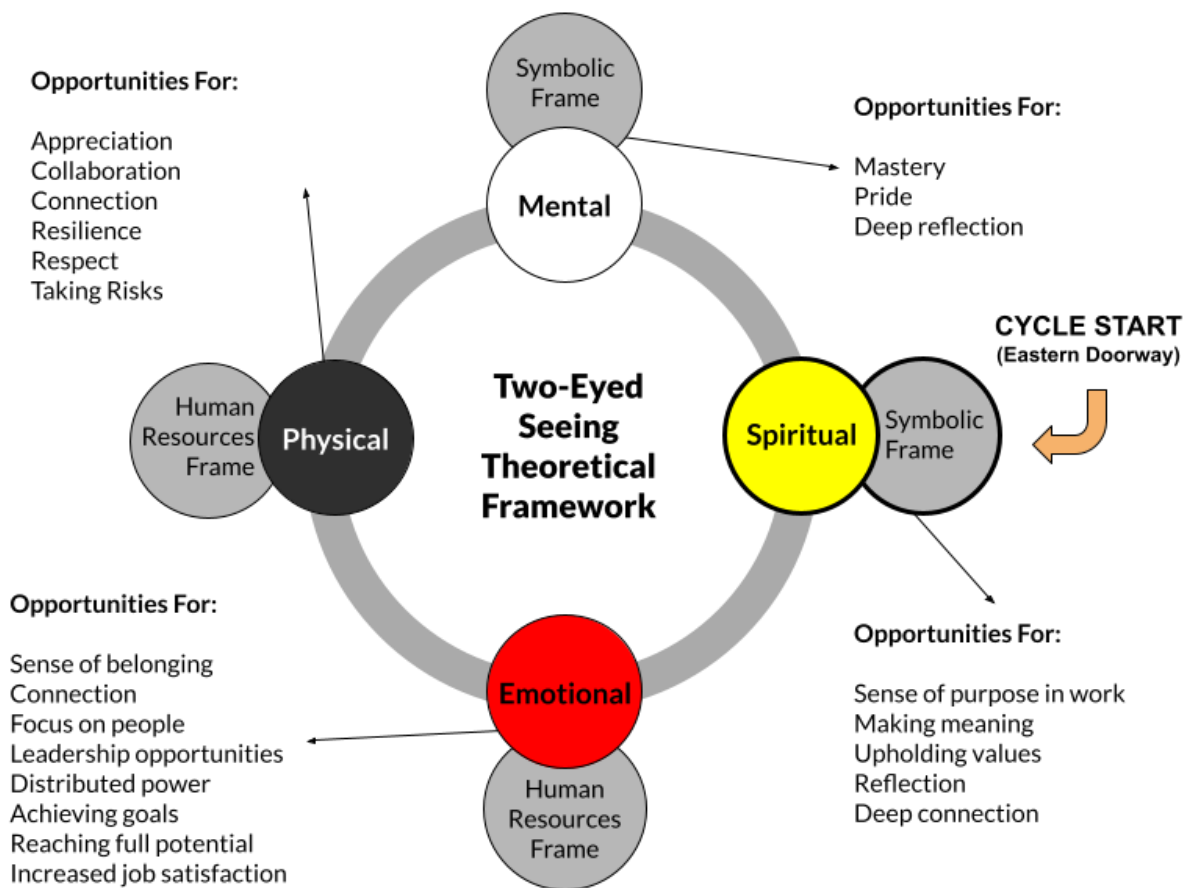 Symbolic
Frame
Mental
Opportunities For:
Appreciation
Collaboration
Connection
Resilience
Respect
Taking Risks
Opportunities For:
Mastery
Pride
Deep reflection
CYCLE START
(Eastern Doorway)
Human
Resources
Frame
Physical
Two-Eyed
Seeing
Theoretical
Framework
Spiritual
Symbolic
Frame
Opportunities For:
Sense of belonging
Connection
Focus on people
Leadership opportunities
Distributed power
Achieving goals
Reaching full potential
Increased job satisfaction
Emotional
Human
Resources
Frame
Opportunities For:
Sense of purpose in work
Making meaning
Upholding values
Reflection
Deep connection